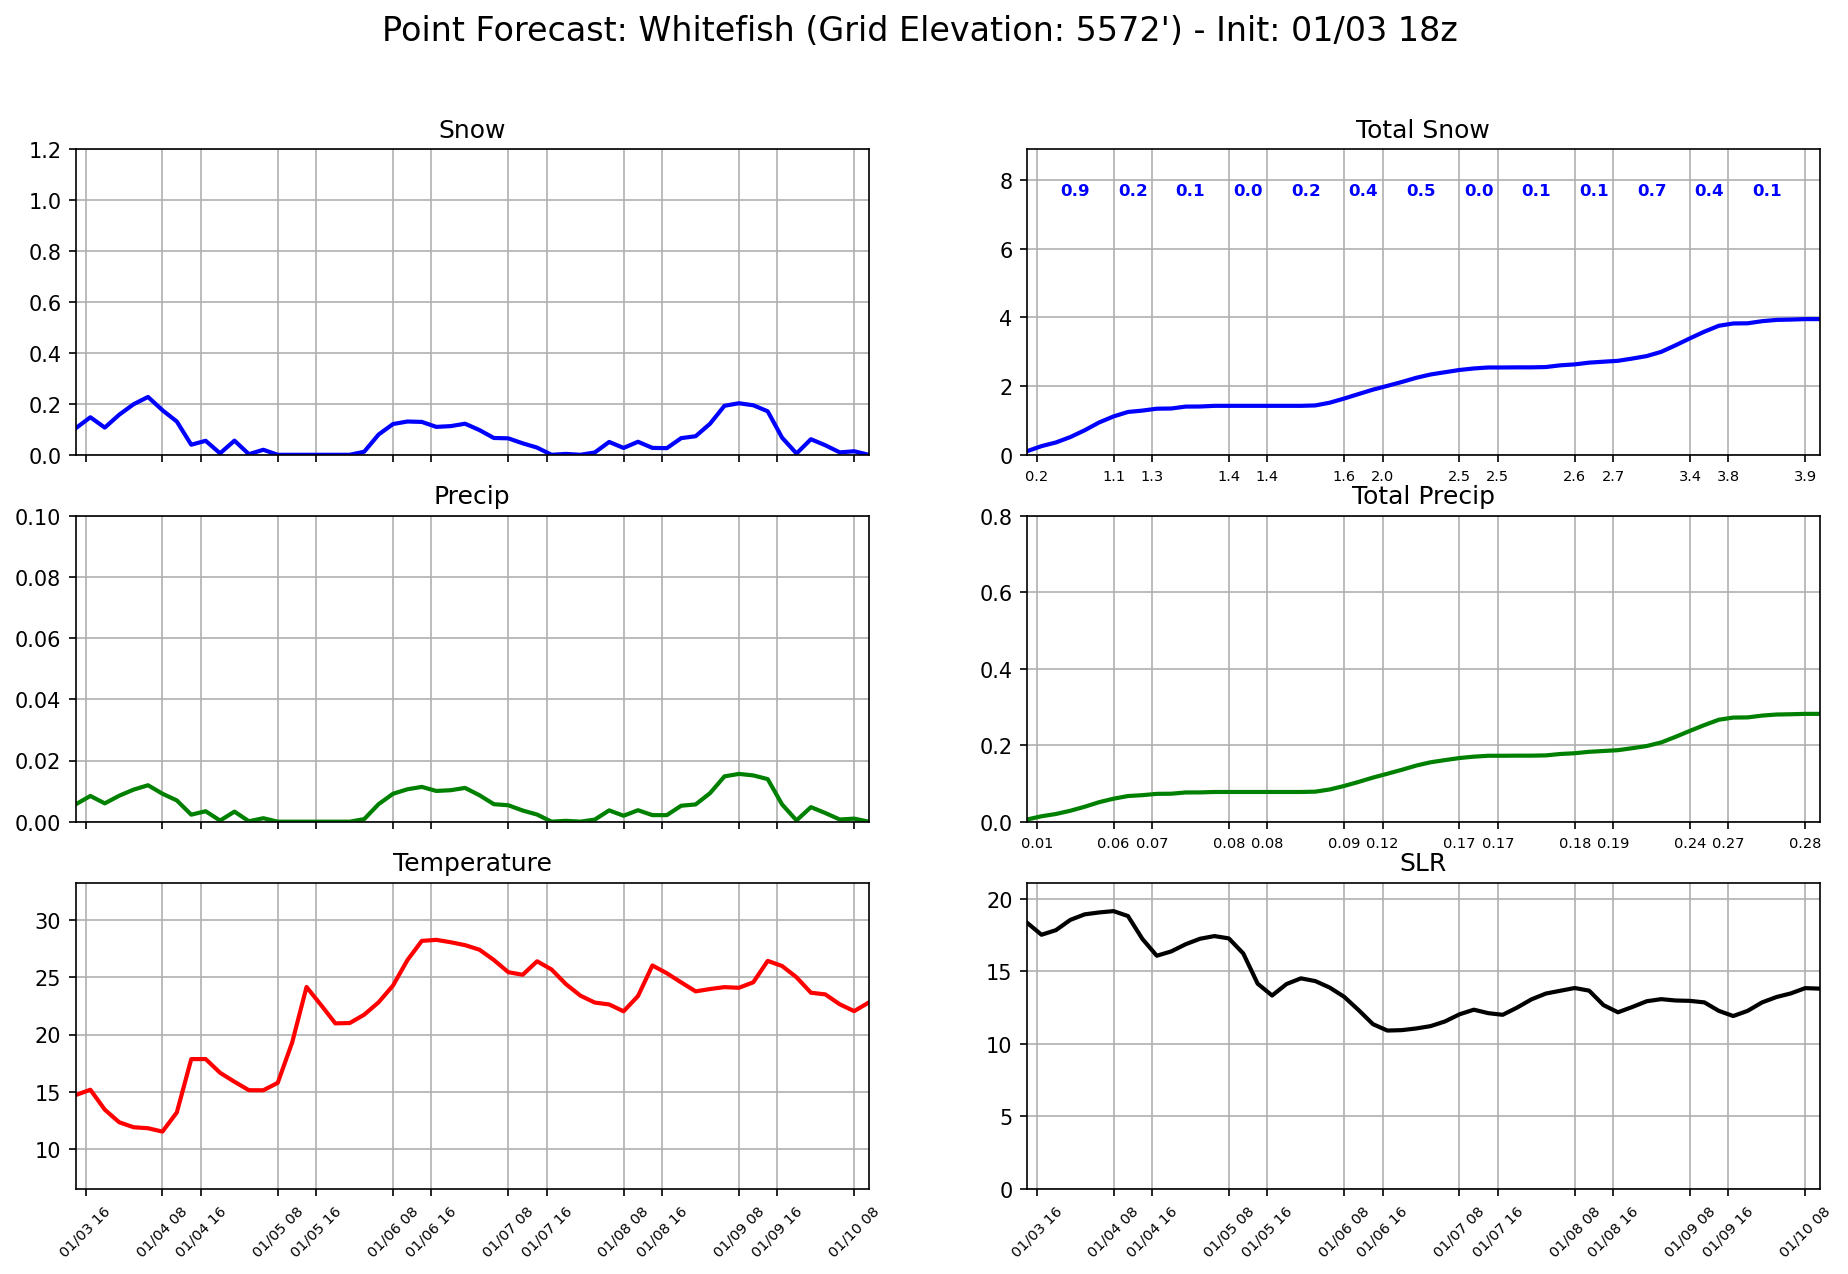 Point Forecast: Whitefish (Grid Elevation: 5572') - Init: 01/03 18z
Snow
1.2
1.0
0.8
0.6
0.4
0.2
0.0
Total Snow
8
6
4
2
0
0.9 0.2 0.1 0.0 0.2 0.4 0.5 0.0 0.1 0.1 0.7 0.4 0.1
0.2 1.1 1.3 1.4 1.4 1.6 2.0 2.5 2.5 2.6 2.7 3.4 3.8 3.9
Precip
0.10
0.08
0.06
0.04
0.02
0.00
Total Precip
0.8
0.6
0.4
0.2
0.0
0.01 0.06 0.07 0.08 0.08 0.09 0.12 0.17 0.17 0.18 0.19 0.24 0.27 0.28
Temperature
30
25
20
15
10
01/03 16 01/04 08 01/04 16 01/05 08 01/05 16 01/06 08 01/06 16 01/07 08 01/07 16 01/08 08 01/08 16 01/09 08 01/09 16 01/10 08
SLR
20
15
10
5
0
01/03 16 01/04 08 01/04 16 01/05 08 01/05 16 01/06 08 01/06 16 01/07 08 01/07 16 01/08 08 01/08 16 01/09 08 01/09 16 01/10 08